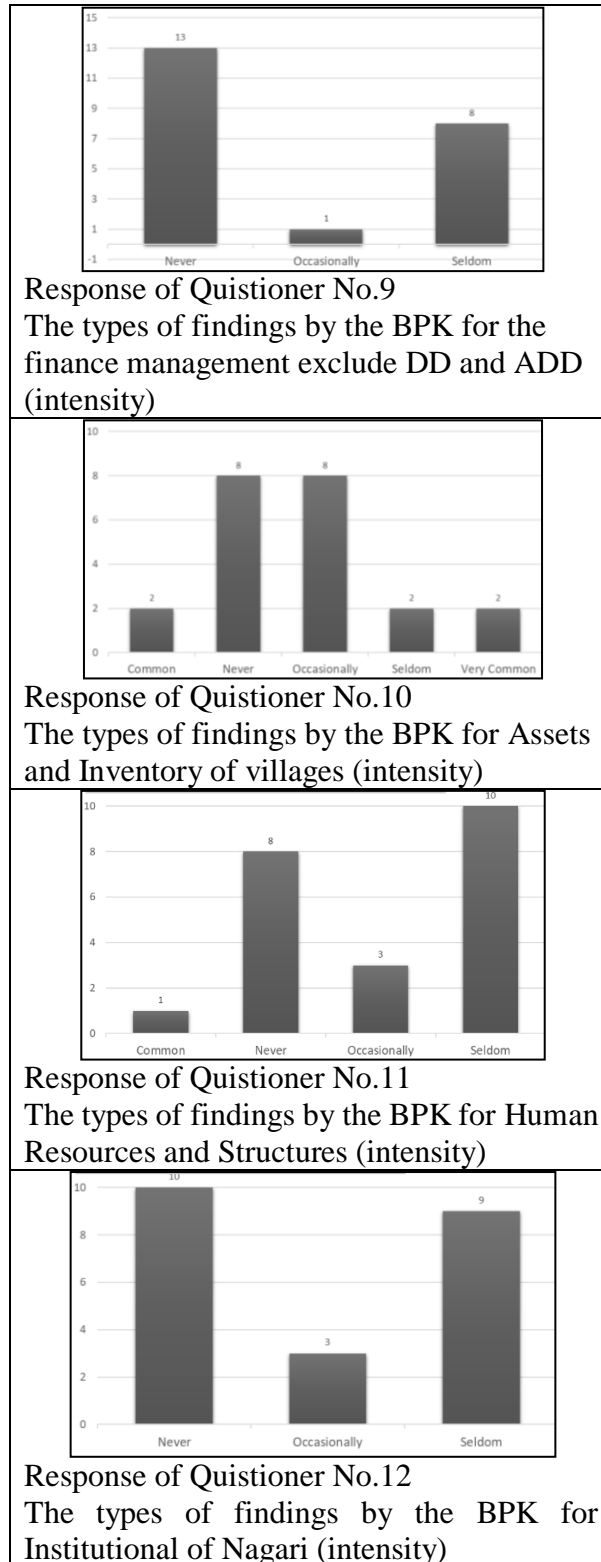 15
13
13
11
9
8
7
5
3
1
1
-1
Never Occasionally Seldom
Response of Quistioner No.9
The types of findings by the BPK for the
finance management exclude DD and ADD
(intensity)
10
8
8
8
6
4
2
2
2
2
0
Common Never Occasionally Seldom Very Common
Response of Quistioner No.10
The types of findings by the BPK for Assets
and Inventory of villages (intensity)
10
10
8
8
6
4
3
2
1
0
Common Never Occasionally Seldom
Response of Quistioner No.11
The types of findings by the BPK for Human
Resources and Structures (intensity)
10
10
9
8
6
4
3
2
0
Never Occasionally Seldom
Response of Quistioner No.12
The types of findings by the BPK for
Institutional of Nagari (intensity)